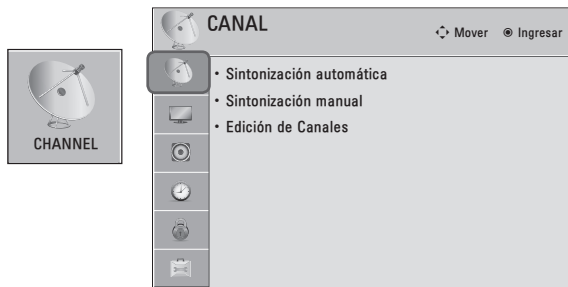 CHANNEL
CANAL
Mover
Ingresar
• Sintonización automática
• Sintonización manual
• Edición de Canales